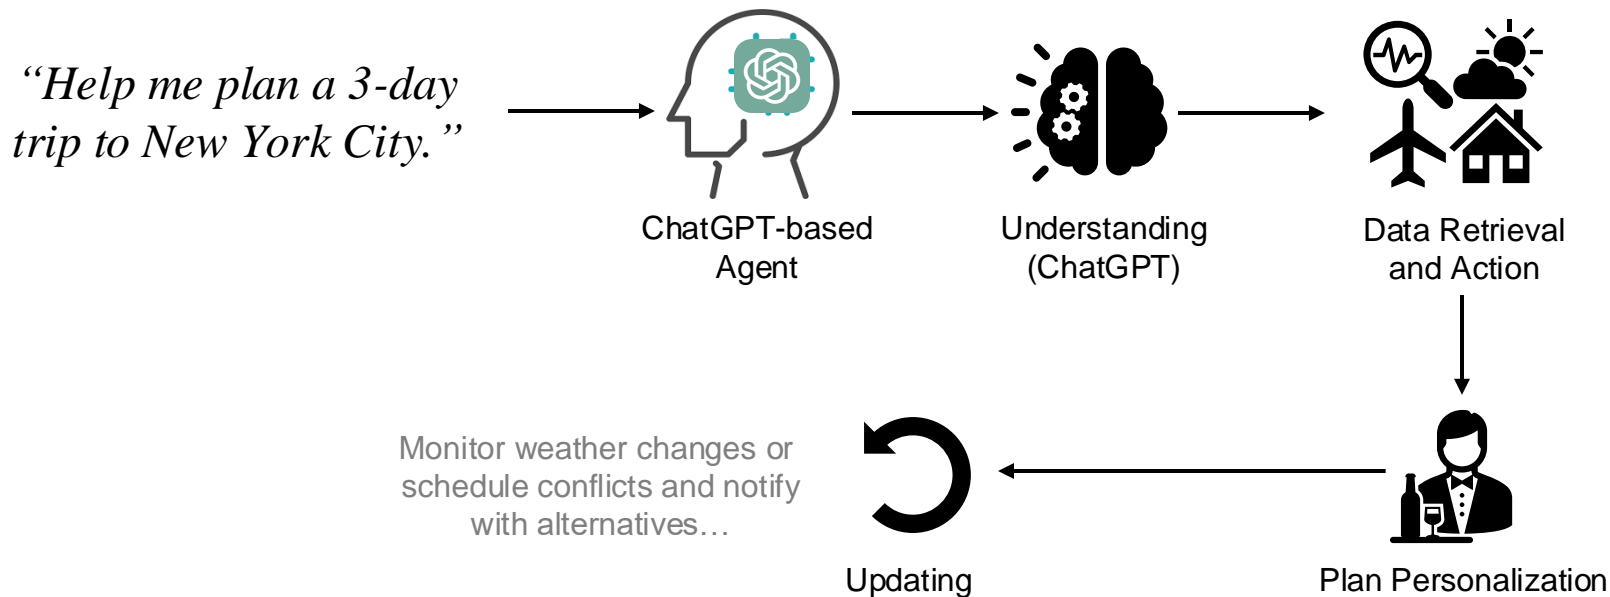 “Help me plan a 3-day
trip to New York City.”
ChatGPT-based
Agent
Understanding
(ChatGPT)
Data Retrieval
and Action
Plan Personalization
Updating
Monitor weather changes or
schedule conflicts and notify
with alternatives…